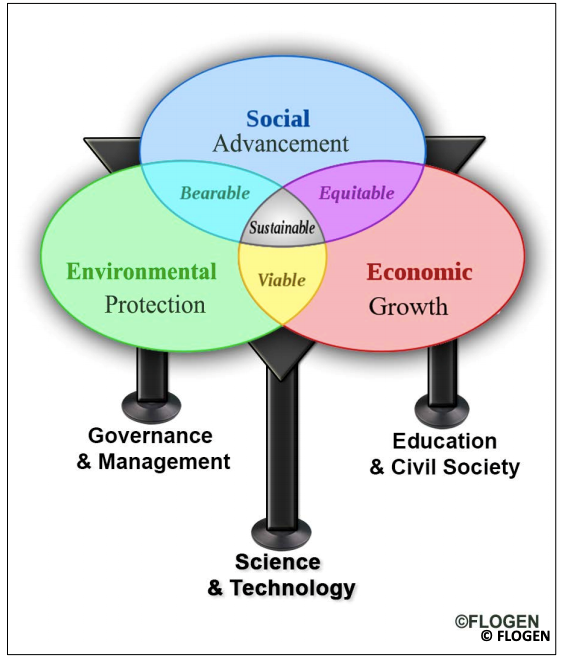 Social
Advancement
Bearable
Equitable
Sustainable
Environmental
Protection
Viable
Economic
Growth
Governance
& Management
Education
& Civil Society
Science
& Technology
©FLOGEN
© FLOGEN